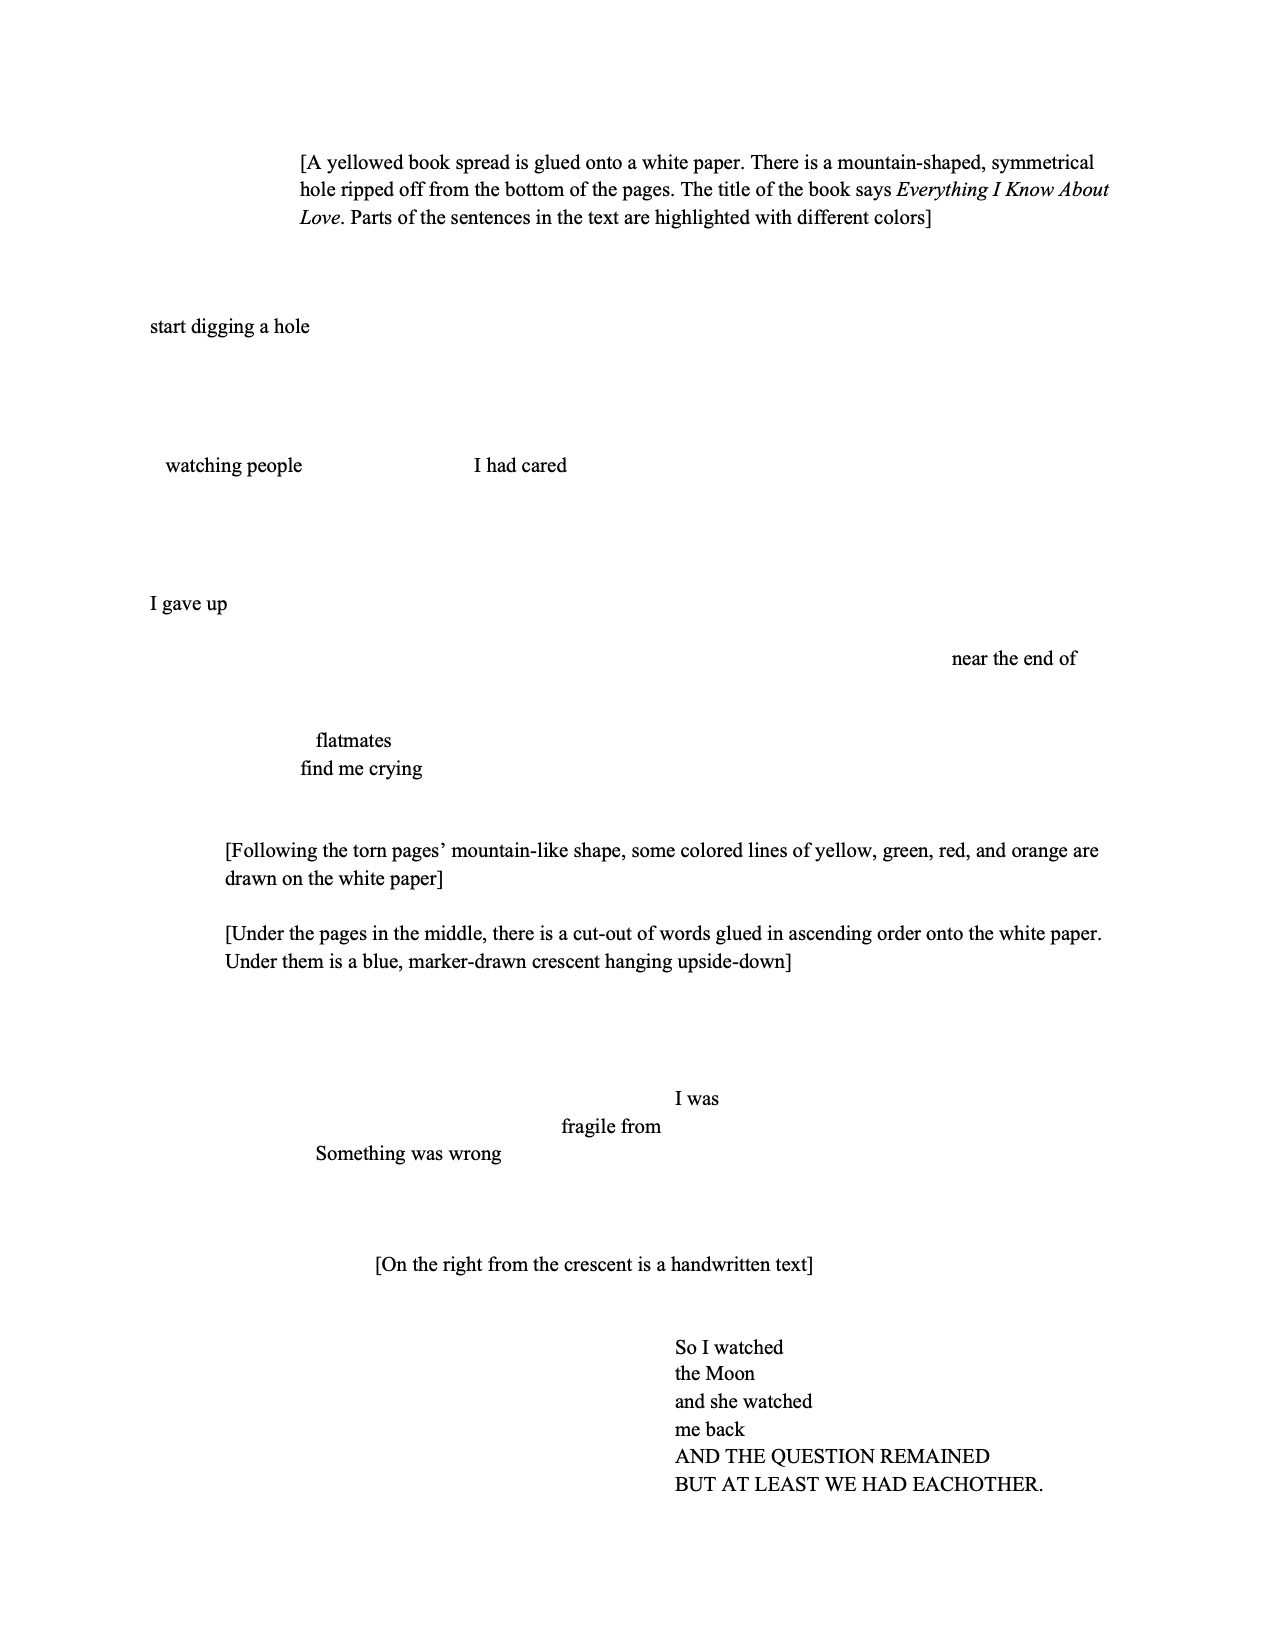 [A yellowed book spread is glued onto a white paper. There is a mountain-shaped, symmetrical
hole ripped off from the bottom of the pages. The title of the book says Everything I Know About
Love. Parts of the sentences in the text are highlighted with different colors]
start digging a hole
watching people I had cared
I gave up
near the end of
flatmates
find me crying
[Following the torn pages’ mountain-like shape, some colored lines of yellow, green, red, and orange are
drawn on the white paper]
[Under the pages in the middle, there is a cut-out of words glued in ascending order onto the white paper.
Under them is a blue, marker-drawn crescent hanging upside-down]
I was
fragile from
Something was wrong
[On the right from the crescent is a handwritten text]
So I watched
the Moon
and she watched
me back
AND THE QUESTION REMAINED
BUT AT LEAST WE HAD EACHOTHER.